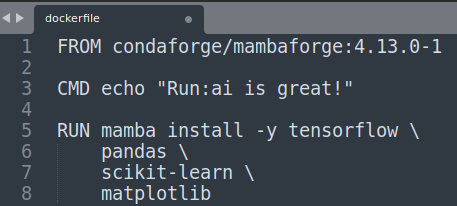 dockerfile
1 FROM condaforge/mambaforge:4.13.0-1
2
3 CMD echo "Run:ai is great!"
4
5 RUN mamba install -y tensorflow \
6 pandas \
7 scikit-learn \
8 matplotlib